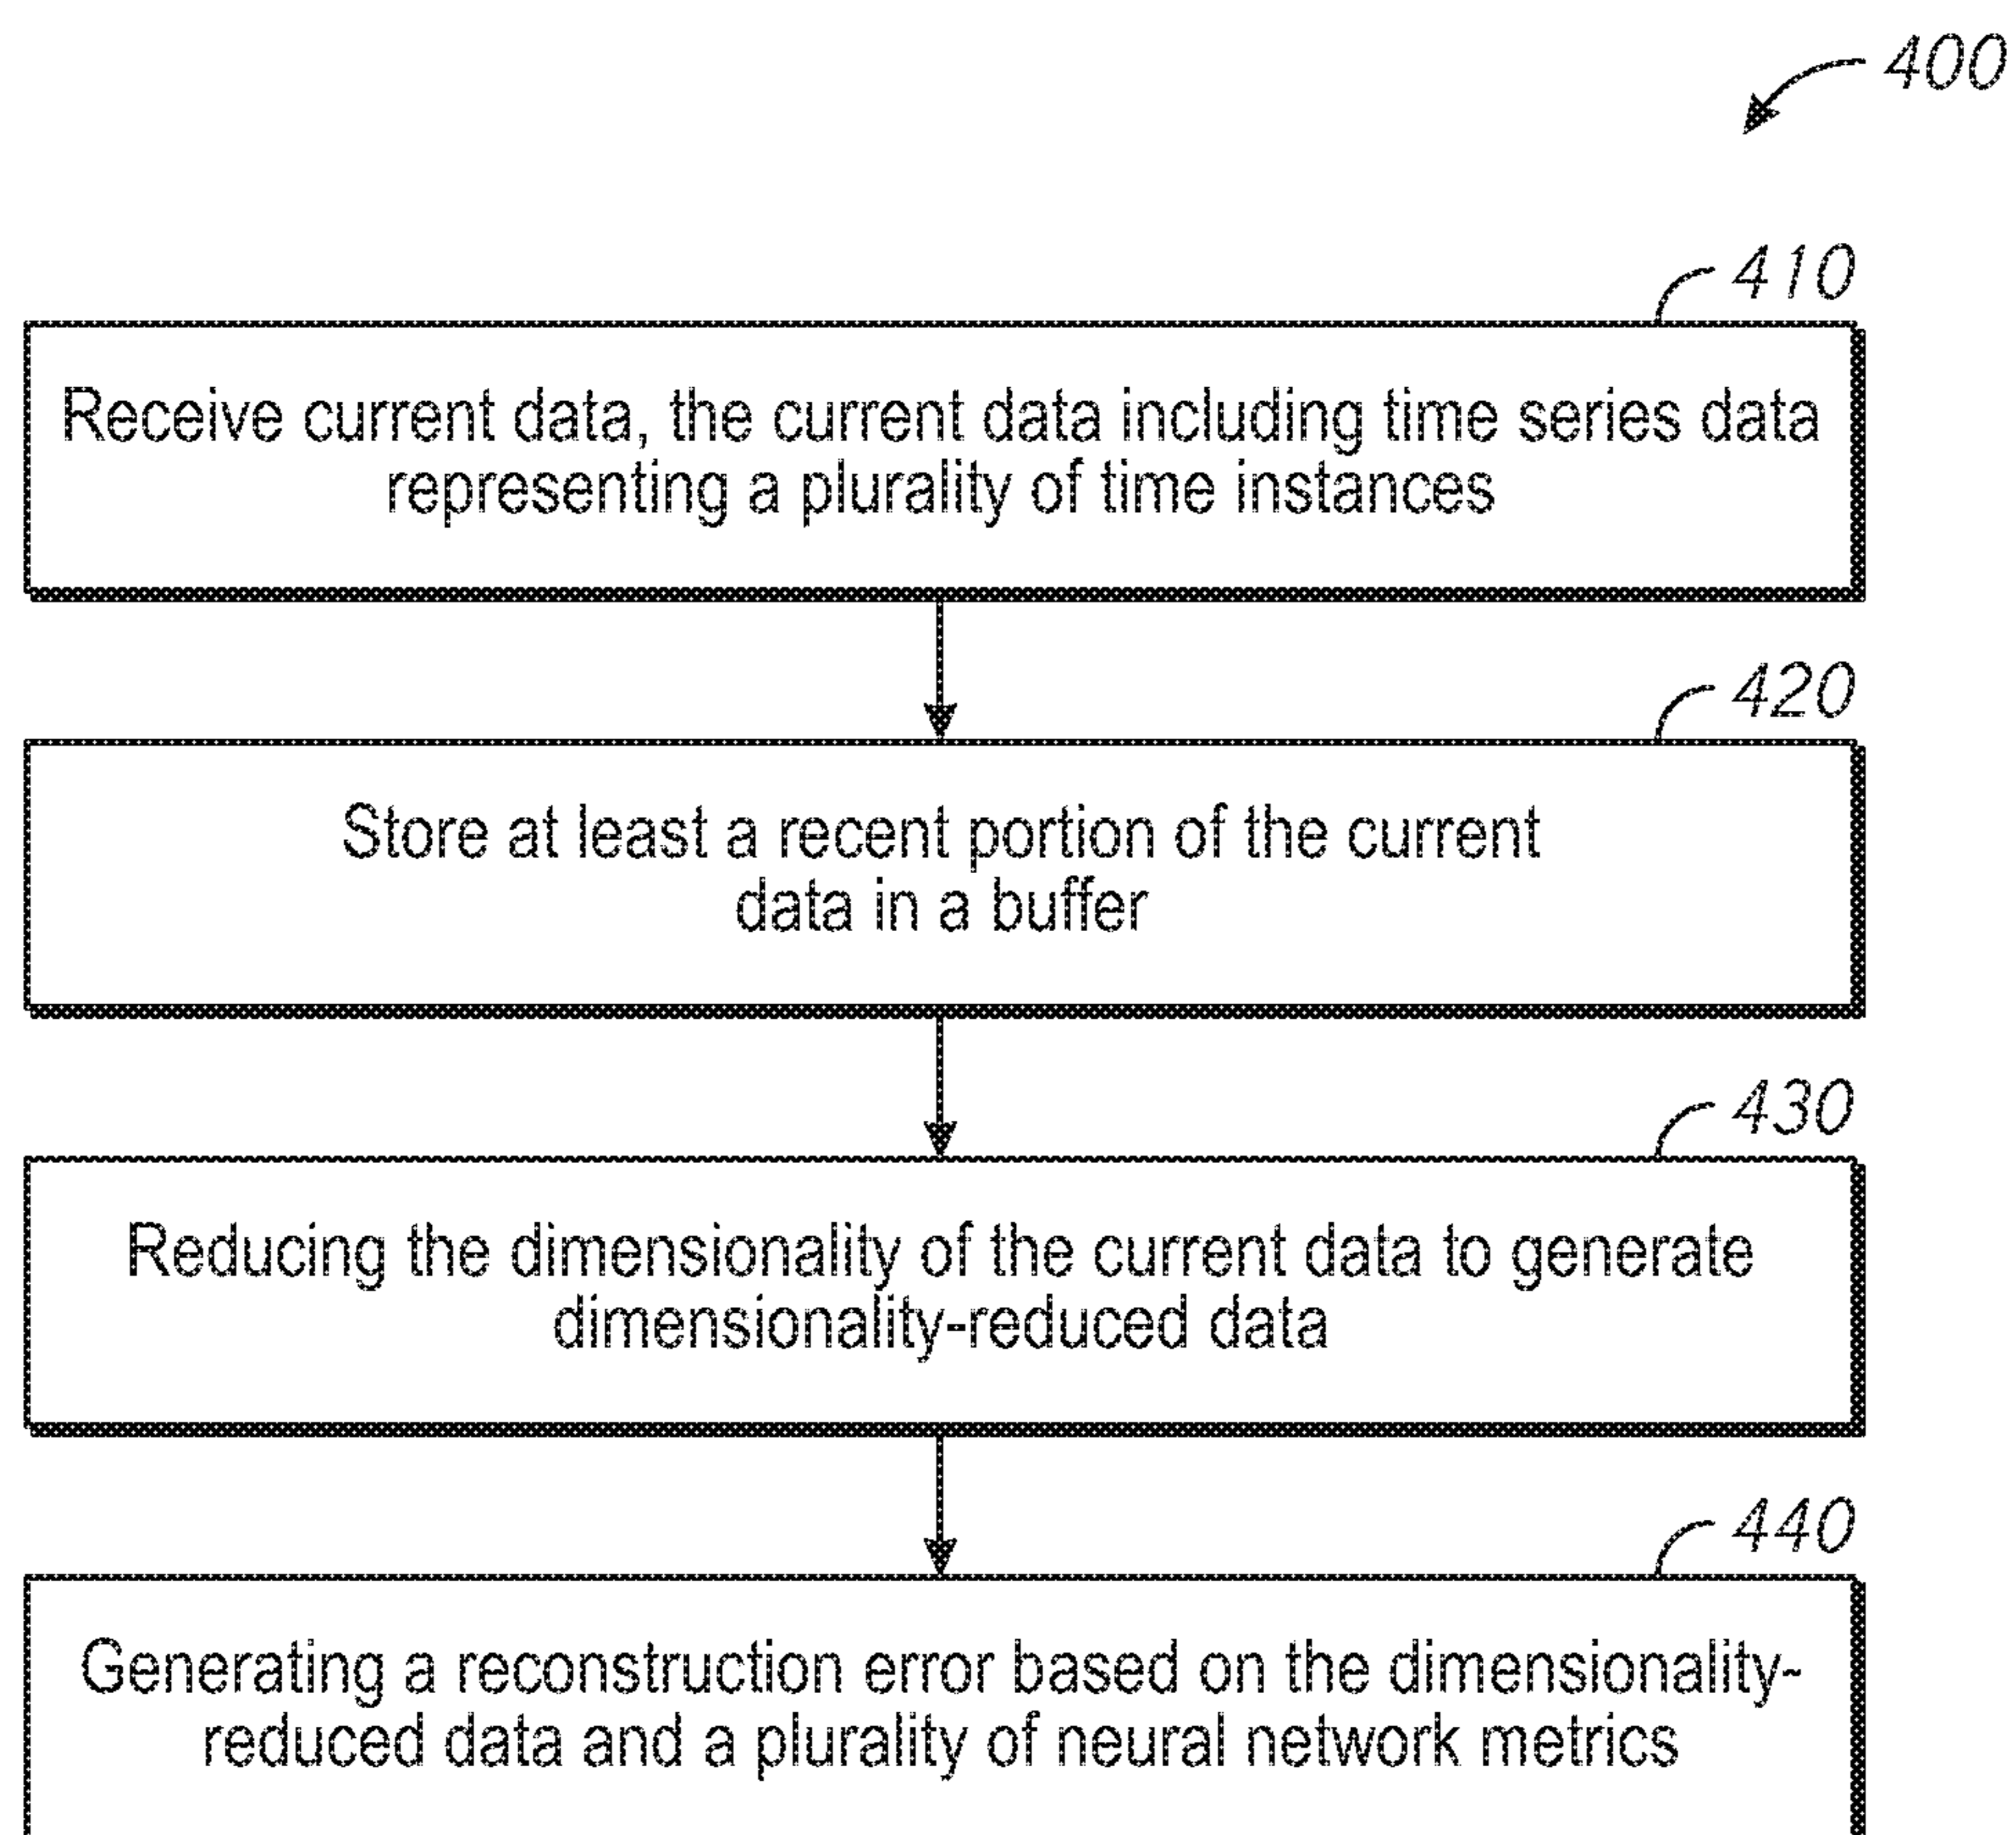 400
410
Receive current data, the current data including time series data
representing a plurality of time instances
420
Store at least a recent portion of the current
data in a buffer
430
Reducing the dimensionality of the current data to generate
dimensionality-reduced data
440
Generating a reconstruction error based on the dimensionality-
reduced data and a plurality of neural network metrics